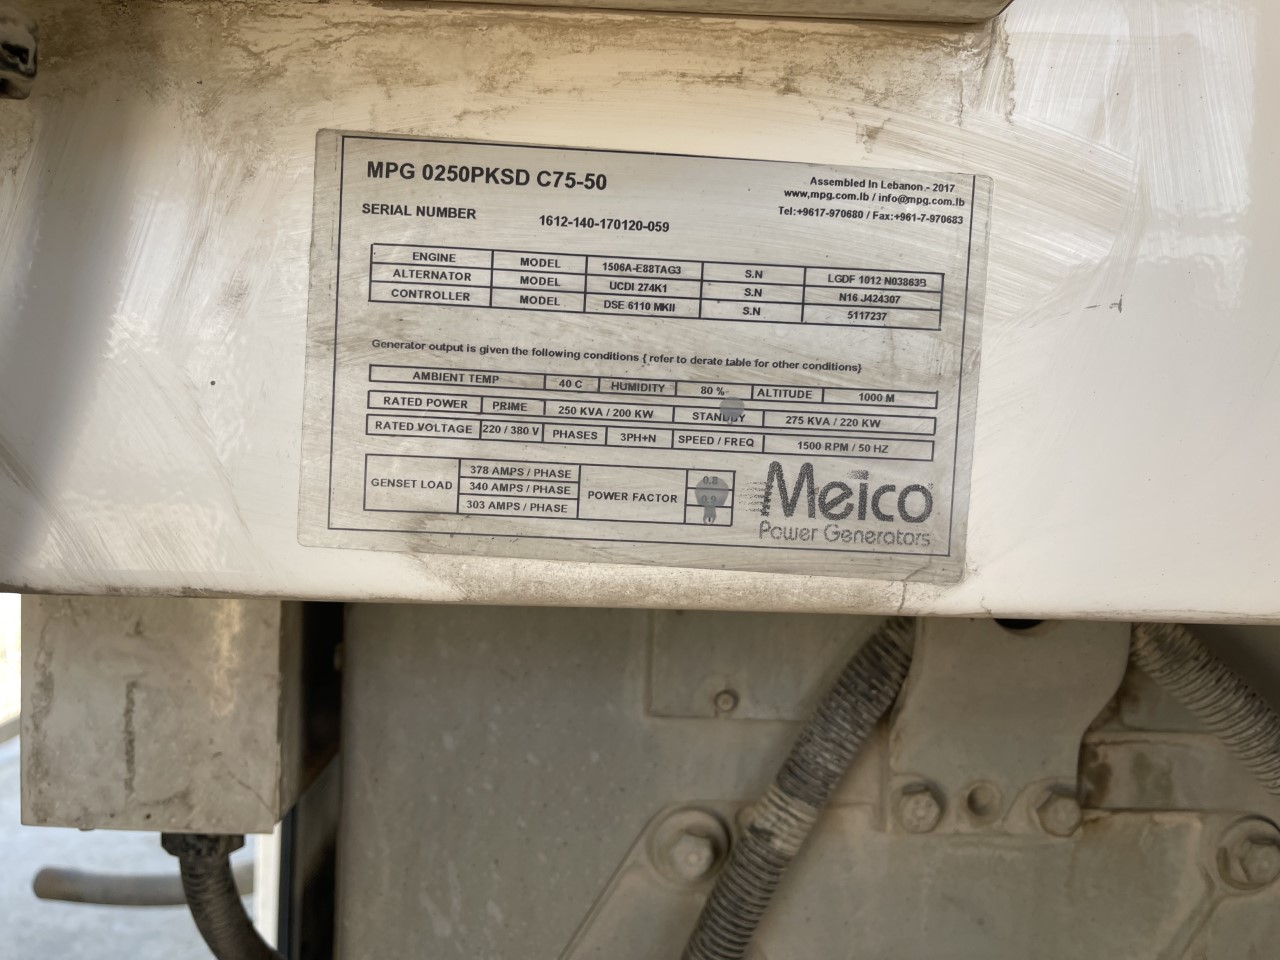 MPG 0250PKSD C75-50
Assembled In Lebanon - 2017
www,mpg.com.lb / info@mpg.com.lb
Tel:+9617-970680 / Fax:+961-7-970683
SERIAL NUMBER 1612-140-170120-059
ENGINE MODEL 1506A-E88TAG3 S.N LGDF 1012 N03863B
ALTERNATOR MODEL UCDI 274K1 S.N N16 J424307
CONTROLLER MODEL DSE 6110 MKII S.N 5117237
Generator output is given the following conditions { refer to derate table for other conditions}
AMBIENT TEMP 40 C HUMIDITY 80 % ALTITUDE 1000 M
RATED POWER PRIME 250 KVA / 200 KW STANDBY 275 KVA / 220 KW
RATED VOLTAGE 220 / 380 V PHASES 3PH+N SPEED / FREQ 1500 RPM / 50 HZ
GENSET LOAD 378 AMPS / PHASE POWER FACTOR 0.8
340 AMPS / PHASE 0.9
303 AMPS / PHASE
Meico
Power Generators